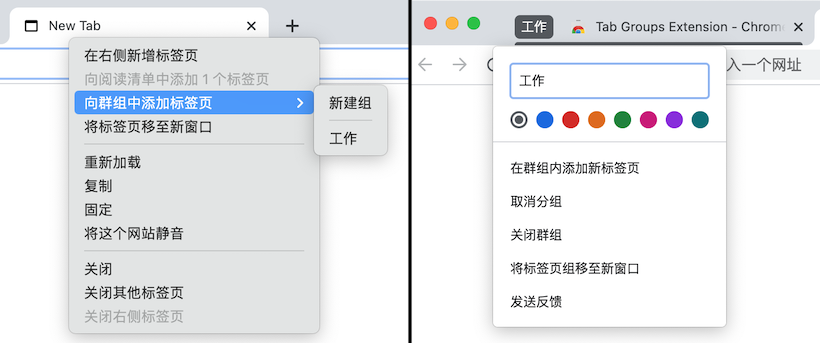 New Tab
在右侧新增标签页
向阅读清单中添加 1 个标签页
向群组中添加标签页
将标签页移至新窗口
重新加载
复制
固定
将这个网站静音
关闭
关闭其他标签页
关闭右侧标签页
新建组
工作
工作
Tab Groups Extension - Chrom
入一个网址
工作
在群组内添加新标签页
取消分组
关闭群组
将标签页组移至新窗口
发送反馈